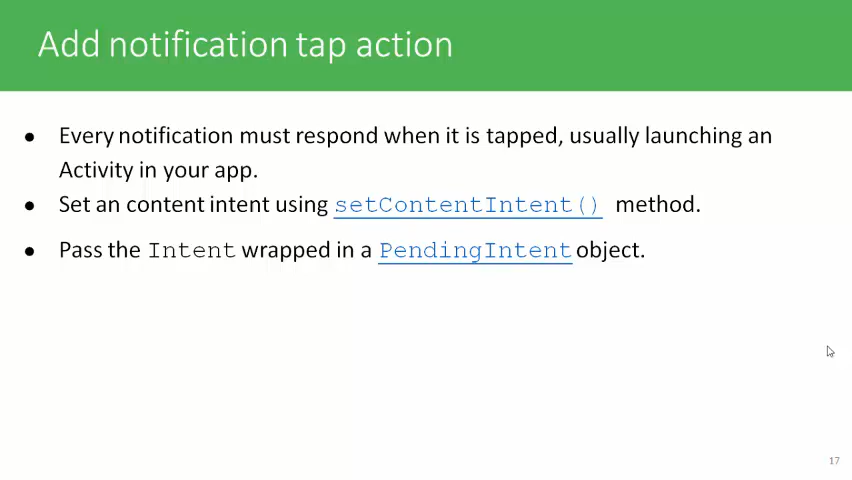 Add notification tap action
● Every notification must respond when it is tapped, usually launching an
Activity in your app.
● Set an content intent using setContentIntent() method.
● Pass the Intent wrapped in a PendingIntent object.
17